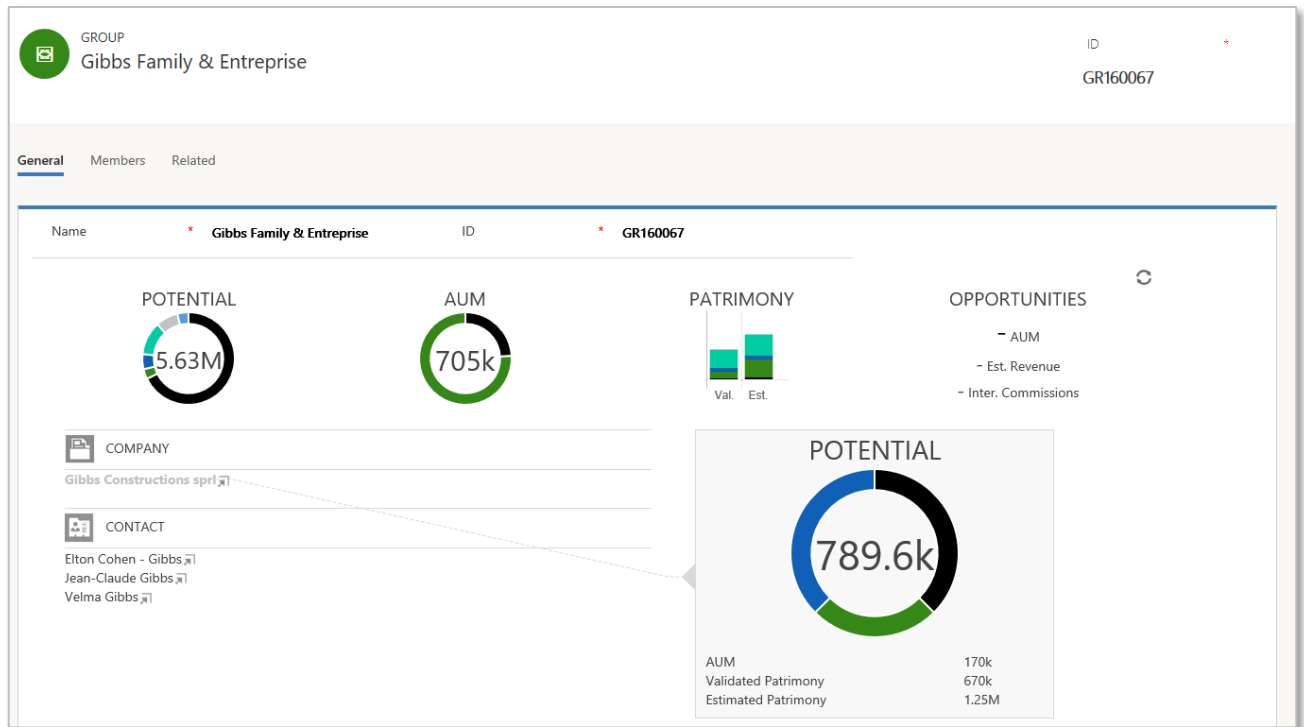 GROUP
Gibbs Family & Entreprise
ID *
GR160067
General Members Related
Name * Gibbs Family & Entreprise ID * GR160067
POTENTIAL AUM PATRIMONY OPPORTUNITIES
5.63M 705k
- AUM
- Est. Revenue
- Inter. Commissions
Val. Est.
COMPANY
Gibbs Constructions sprl
CONTACT
Elton Cohen - Gibbs
Jean-Claude Gibbs
Velma Gibbs
POTENTIAL
789.6k
AUM 170k
Validated Patrimony 670k
Estimated Patrimony 1.25M